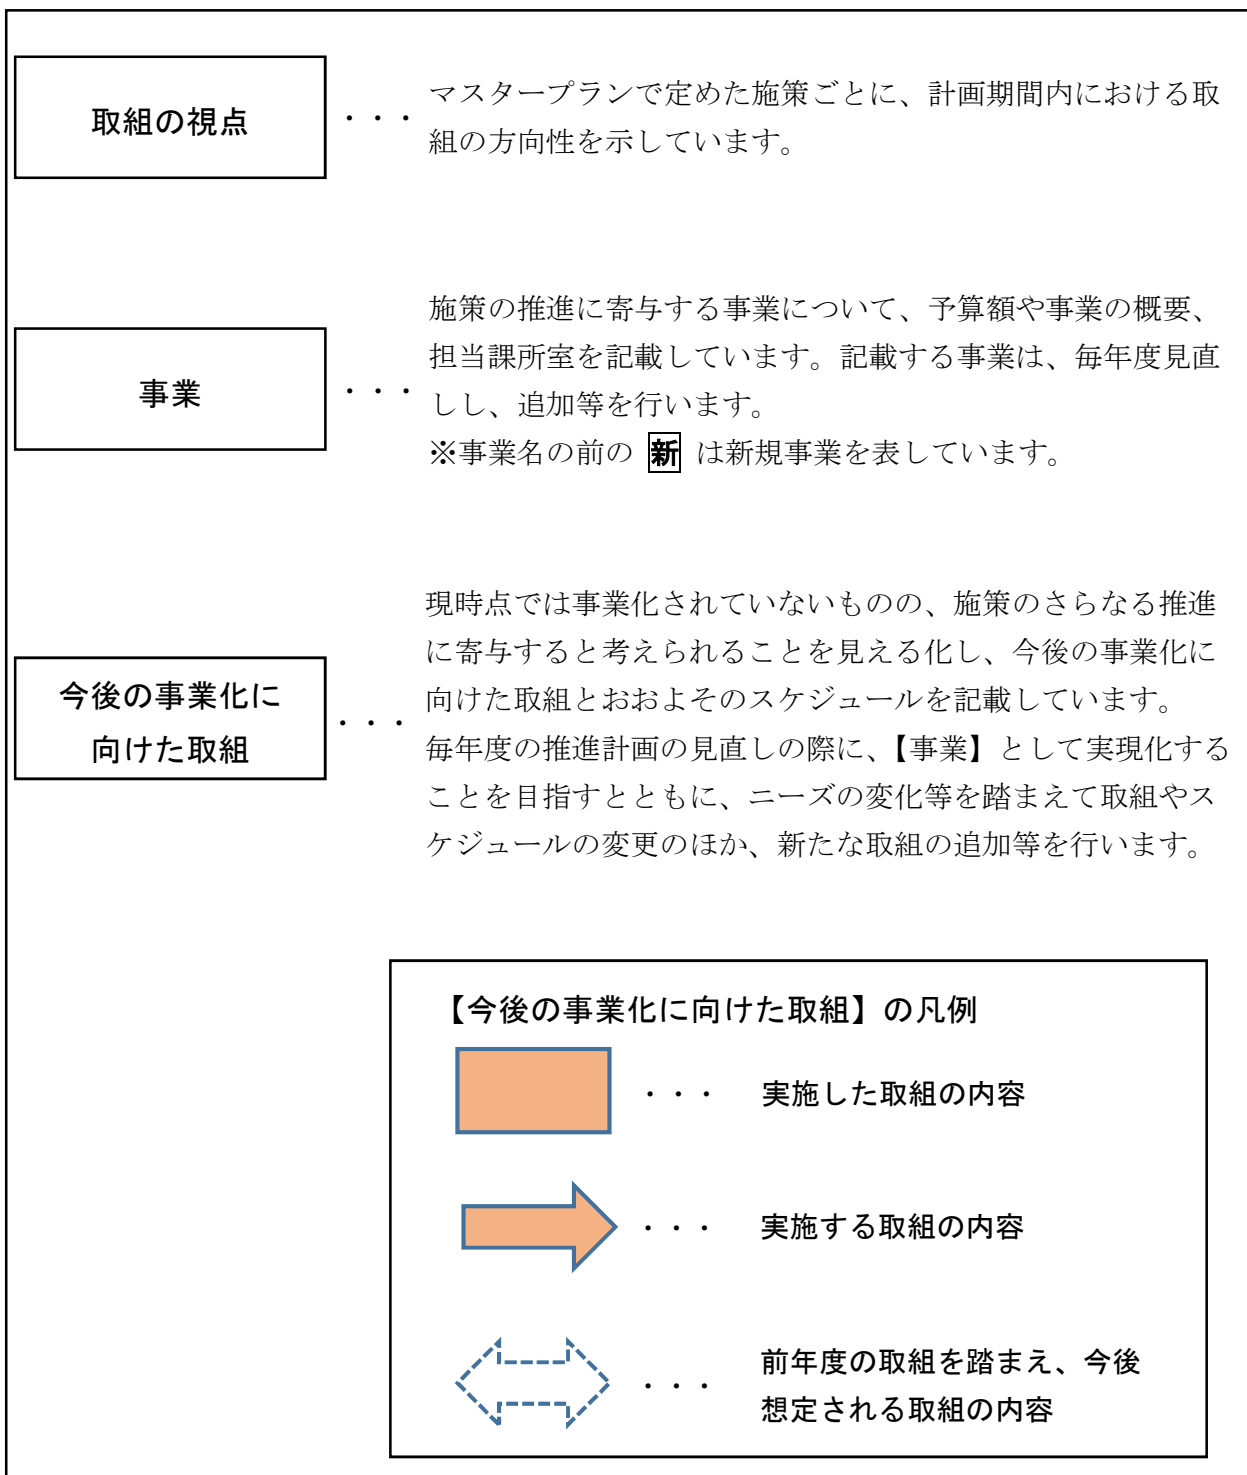 取組の視点
・・・
マスタープランで定めた施策ごとに、計画期間内における取
組の方向性を示しています。
事業
・・・
施策の推進に寄与する事業について、予算額や事業の概要、
担当課所室を記載しています。記載する事業は、毎年度見直
しし、追加等を行います。
※事業名の前の 新 は新規事業を表しています。
今後の事業化に
向けた取組
・・・
現時点では事業化されていないものの、施策のさらなる推進
に寄与すると考えられることを見える化し、今後の事業化に
向けた取組とおおよそのスケジュールを記載しています。
毎年度の推進計画の見直しの際に、【事業】として実現化する
ことを目指すとともに、ニーズの変化等を踏まえて取組やス
ケジュールの変更のほか、新たな取組の追加等を行います。
【今後の事業化に向けた取組】の凡例
・・・ 実施した取組の内容
・・・ 実施する取組の内容
・・・ 前年度の取組を踏まえ、今後
想定される取組の内容